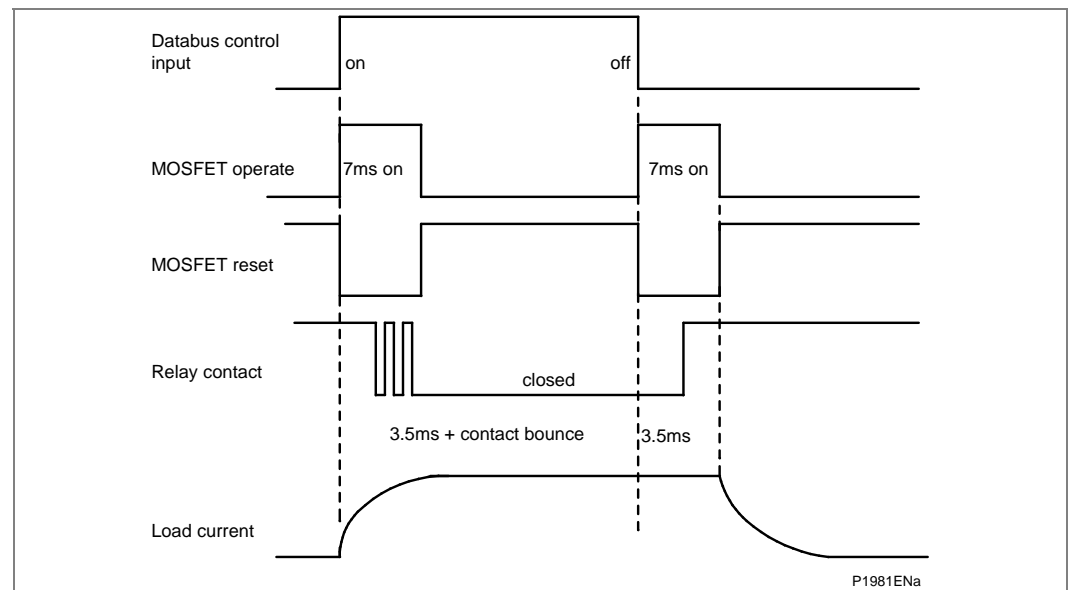 Databus control
input
on
off
MOSFET operate
7ms on
7ms on
MOSFET reset
Relay contact
closed
3.5ms + contact bounce
3.5ms
Load current
P1981ENa